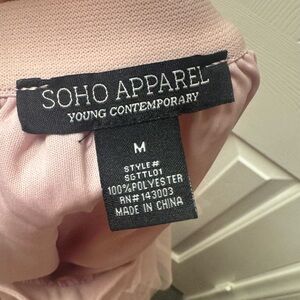 SOHO APPAREL
YOUNG CONTEMPORARY
M
STYLE#
SGTTL01
100%POLYESTER
RN#143003
MADE IN CHINA